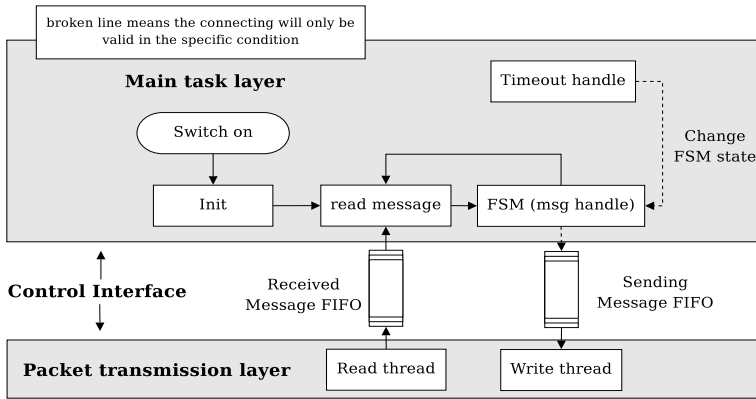 broken line means the connecting will only be
valid in the specific condition
Main task layer
Timeout handle
Switch on
Change
FSM state
Init
read message
FSM (msg handle)
Control Interface
Received
Message FIFO
Sending
Message FIFO
Packet transmission layer
Read thread
Write thread